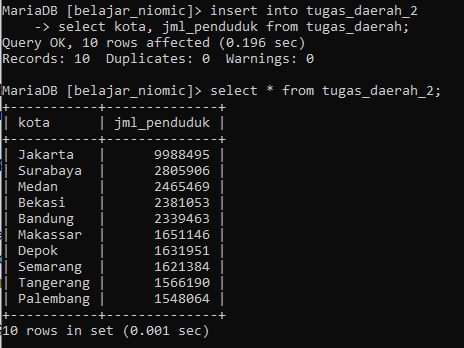 MariaDB [belajar_niomic]> insert into tugas_daerah_2
    -> select kota, jml_penduduk from tugas_daerah;
Query OK, 10 rows affected (0.196 sec)
Records: 10  Duplicates: 0  Warnings: 0

MariaDB [belajar_niomic]> select * from tugas_daerah_2;
+-----------+--------------+
| kota      | jml_penduduk |
+-----------+--------------+
| Jakarta   |      9988495 |
| Surabaya  |      2805906 |
| Medan     |      2465469 |
| Bekasi    |      2381053 |
| Bandung   |      2339463 |
| Makassar  |      1651146 |
| Depok     |      1631951 |
| Semarang  |      1621384 |
| Tangerang |      1566190 |
| Palembang |      1548064 |
+-----------+--------------+
10 rows in set (0.001 sec)